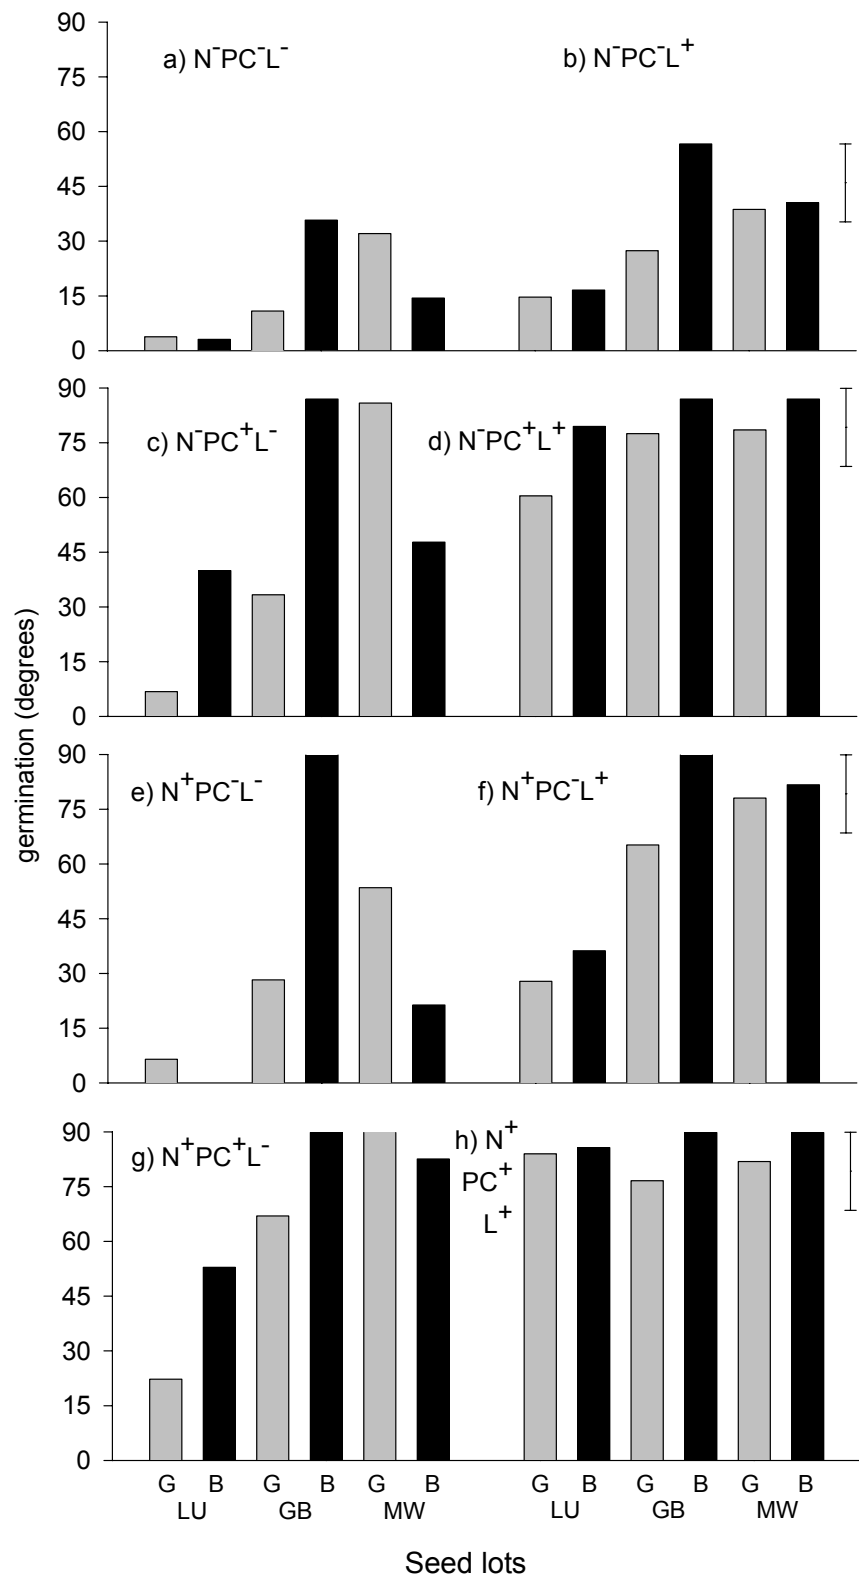 90
a) N⁻PC⁻L⁻
b) N⁻PC⁻L⁺
75
60
45
30
15
0
90
c) N⁻PC⁺L⁻
d) N⁻PC⁺L⁺
75
60
45
30
15
0
germination (degrees)
90
e) N⁺PC⁻L⁻
f) N⁺PC⁻L⁺
75
60
45
30
15
0
90
g) N⁺PC⁺L⁻
h) N⁺
PC⁺
L⁺
75
60
45
30
15
0
G B G B G B G B G B G B
LU GB MW LU GB MW
Seed lots